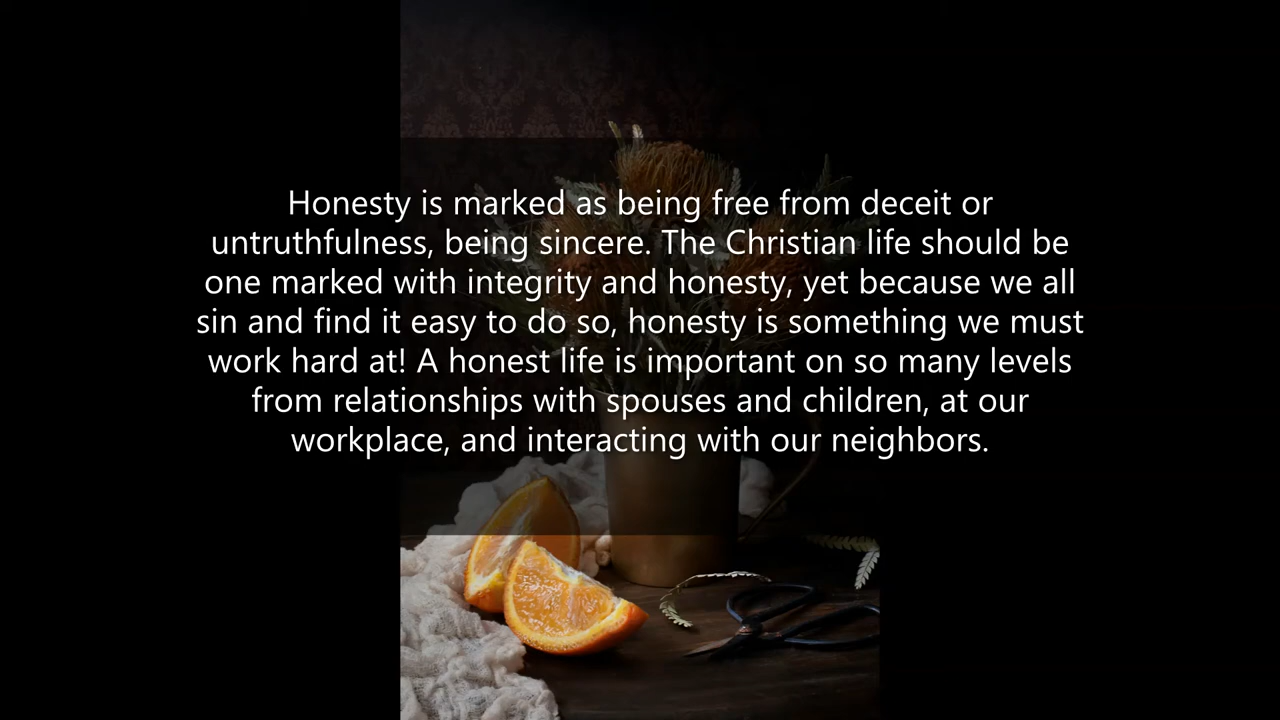 Honesty is marked as being free from deceit or
untruthfulness, being sincere. The Christian life should be
one marked with integrity and honesty, yet because we all
sin and find it easy to do so, honesty is something we must
work hard at! A honest life is important on so many levels
from relationships with spouses and children, at our
workplace, and interacting with our neighbors.